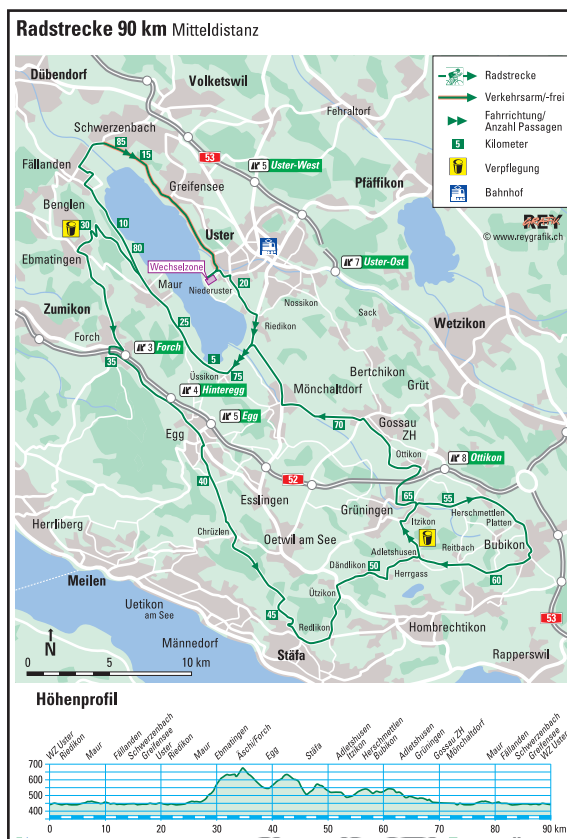 Radstrecke 90 km Mitteldistanz
Dübendorf
Volketswil
Fehraltorf
Schwerzenbach
85
15
53
5 Uster-West
Fällanden
Greifensee
Pfäffikon
Benglen
30
10
80
Uster
7 Uster-Ost
Ebmatingen
Wechselzone
Maur
Niederuster
20
Nossikon
Sack
Zumikon
25
Riedikon
Wetzikon
Forch
35
3 Forch
5
75
Üssikon
Bertschikon
Grüt
4 Hinteregg
Mönchaltdorf
5 Egg
70
Gossau
ZH
Egg
Ottikon
8 Ottikon
52
40
Esslingen
65
55
Grüningen
Herschmettlen
Platten
Itzikon
Herrliberg
Chrüzlen
Oetwil am See
Reitbach
Bubikon
Adletshusen
Dändlikon
50
Herrgass
60
Meilen
Ützikon
Uetikon
am See
45
Redlikon
Hombrechtikon
53
Männedorf
Stäfa
Rapperswil
N
0 5 10 km
Radstrecke
Verkehrsarm/-frei
Fahrrichtung/
Anzahl Passagen
5 Kilometer
Verpflegung
Bahnhof
REY
grafik.ch
© www.reygrafik.ch
Höhenprofil
WZ Uster
Riedikon
Maur
Fällanden
Schwerzenbach
Greifensee
Uster
Riedikon
Maur
Ebmatingen
Äschi/Forch
Egg
Stäfa
Adletshusen
Itzikon
Herschmettlen
Bubikon
Adletshusen
Grüningen
Gossau ZH
Mönchaltdorf
Maur
Fällanden
Schwerzenbach
Greifensee
WZ Uster
700
600
500
400
0 10 20 30 40 50 60 70 80 90 km